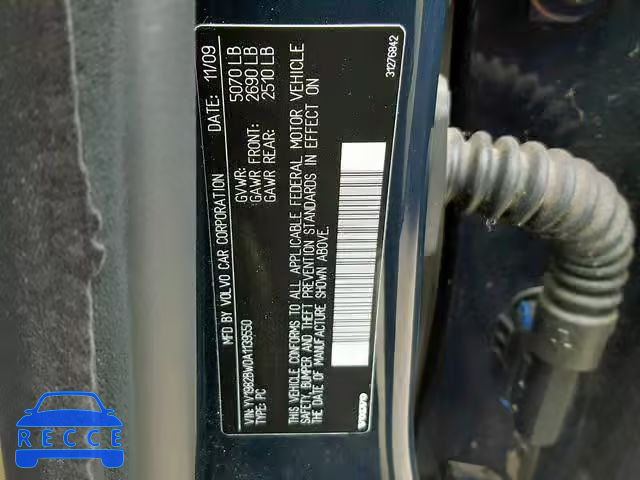 MFD BY VOLVO CAR CORPORATION DATE: 11/09
GVWR: 5070 LB
GAWR FRONT: 2690 LB
GAWR REAR: 2510 LB
VIN: YV1982BW0A1139550
TYPE: PC
THIS VEHICLE CONFORMS TO ALL APPLICABLE FEDERAL MOTOR VEHICLE
SAFETY, BUMPER AND THEFT PREVENTION STANDARDS IN EFFECT ON
THE DATE OF MANUFACTURE SHOWN ABOVE.
VOLVO
31276842
RECCE